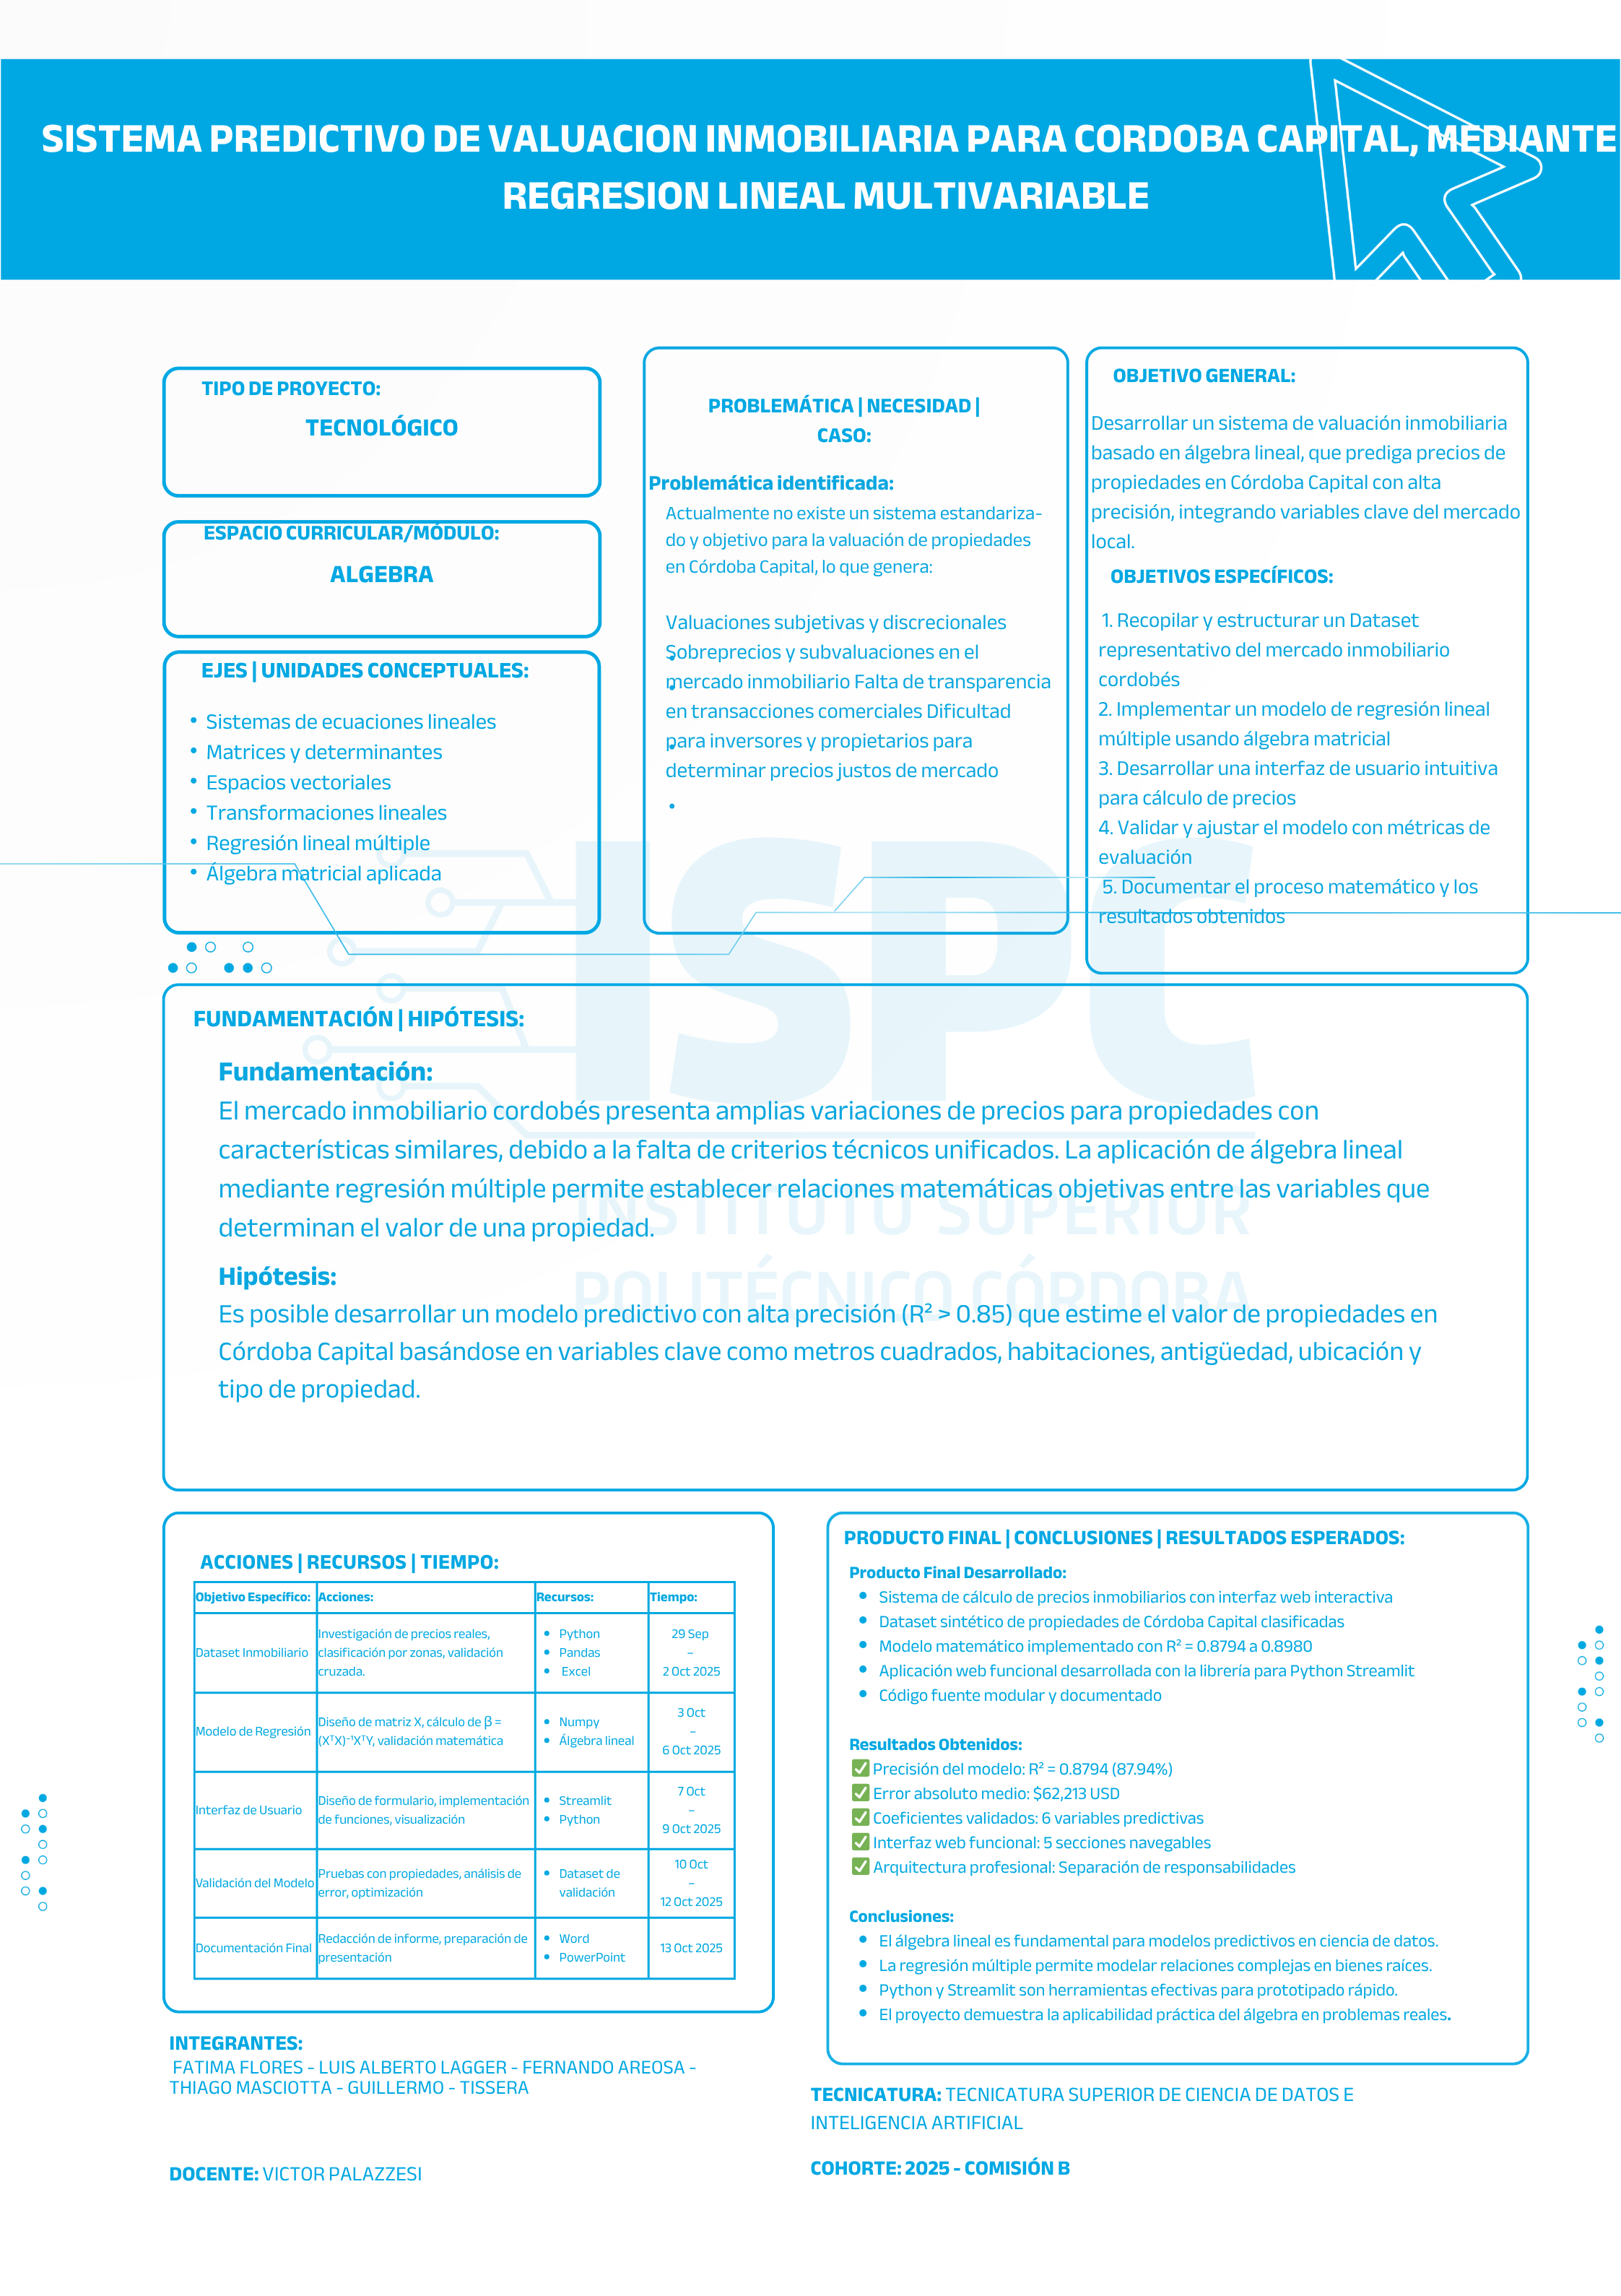 SISTEMA PREDICTIVO DE VALUACION INMOBILIARIA PARA CORDOBA CAPITAL, MEDIANTE
REGRESION LINEAL MULTIVARIABLE
TIPO DE PROYECTO:
TECNOLÓGICO
ESPACIO CURRICULAR/MÓDULO:
ALGEBRA
EJES | UNIDADES CONCEPTUALES:
• Sistemas de ecuaciones lineales
• Matrices y determinantes
• Espacios vectoriales
• Transformaciones lineales
• Regresión lineal múltiple
• Álgebra matricial aplicada
PROBLEMÁTICA | NECESIDAD |
CASO:
Problemática identificada:
Actualmente no existe un sistema estandariza-
do y objetivo para la valuación de propiedades
en Córdoba Capital, lo que genera:
Valuaciones subjetivas y discrecionales
Sobreprecios y subvaluaciones en el
mercado inmobiliario Falta de transparencia
en transacciones comerciales Dificultad
para inversores y propietarios para
determinar precios justos de mercado
OBJETIVO GENERAL:
Desarrollar un sistema de valuación inmobiliaria
basado en álgebra lineal, que prediga precios de
propiedades en Córdoba Capital con alta
precisión, integrando variables clave del mercado
local.
OBJETIVOS ESPECÍFICOS:
1. Recopilar y estructurar un Dataset
representativo del mercado inmobiliario
cordobés
2. Implementar un modelo de regresión lineal
múltiple usando álgebra matricial
3. Desarrollar una interfaz de usuario intuitiva
para cálculo de precios
4. Validar y ajustar el modelo con métricas de
evaluación
5. Documentar el proceso matemático y los
resultados obtenidos
ISPC
INSTITUTO SUPERIOR
POLITÉCNICO CÓRDOBA
FUNDAMENTACIÓN | HIPÓTESIS:
Fundamentación:
El mercado inmobiliario cordobés presenta amplias variaciones de precios para propiedades con
características similares, debido a la falta de criterios técnicos unificados. La aplicación de álgebra lineal
mediante regresión múltiple permite establecer relaciones matemáticas objetivas entre las variables que
determinan el valor de una propiedad.
Hipótesis:
Es posible desarrollar un modelo predictivo con alta precisión (R² > 0.85) que estime el valor de propiedades en
Córdoba Capital basándose en variables clave como metros cuadrados, habitaciones, antigüedad, ubicación y
tipo de propiedad.
ACCIONES | RECURSOS | TIEMPO:
Objetivo Específico: Acciones: Recursos: Tiempo:
Dataset Inmobiliario
Investigación de precios reales,
clasificación por zonas, validación
cruzada.
• Python
• Pandas
• Excel
29 Sep
–
2 Oct 2025
Modelo de Regresión
Diseño de matriz X, cálculo de β =
(XᵀX)⁻¹XᵀY, validación matemática
• Numpy
• Álgebra lineal
3 Oct
–
6 Oct 2025
Interfaz de Usuario
Diseño de formulario, implementación
de funciones, visualización
• Streamlit
• Python
7 Oct
–
9 Oct 2025
Validación del Modelo
Pruebas con propiedades, análisis de
error, optimización
• Dataset de
validación
10 Oct
–
12 Oct 2025
Documentación Final
Redacción de informe, preparación de
presentación
• Word
• PowerPoint
13 Oct 2025
PRODUCTO FINAL | CONCLUSIONES | RESULTADOS ESPERADOS:
Producto Final Desarrollado:
• Sistema de cálculo de precios inmobiliarios con interfaz web interactiva
• Dataset sintético de propiedades de Córdoba Capital clasificadas
• Modelo matemático implementado con R² = 0.8794 a 0.8980
• Aplicación web funcional desarrollada con la librería para Python Streamlit
• Código fuente modular y documentado
Resultados Obtenidos:
✅ Precisión del modelo: R² = 0.8794 (87.94%)
✅ Error absoluto medio: $62,213 USD
✅ Coeficientes validados: 6 variables predictivas
✅ Interfaz web funcional: 5 secciones navegables
✅ Arquitectura profesional: Separación de responsabilidades
Conclusiones:
• El álgebra lineal es fundamental para modelos predictivos en ciencia de datos.
• La regresión múltiple permite modelar relaciones complejas en bienes raíces.
• Python y Streamlit son herramientas efectivas para prototipado rápido.
• El proyecto demuestra la aplicabilidad práctica del álgebra en problemas reales.
INTEGRANTES:
FATIMA FLORES - LUIS ALBERTO LAGGER - FERNANDO AREOSA -
THIAGO MASCIOTTA - GUILLERMO - TISSERA
DOCENTE: VICTOR PALAZZESI
TECNICATURA: TECNICATURA SUPERIOR DE CIENCIA DE DATOS E
INTELIGENCIA ARTIFICIAL
COHORTE: 2025 - COMISIÓN B